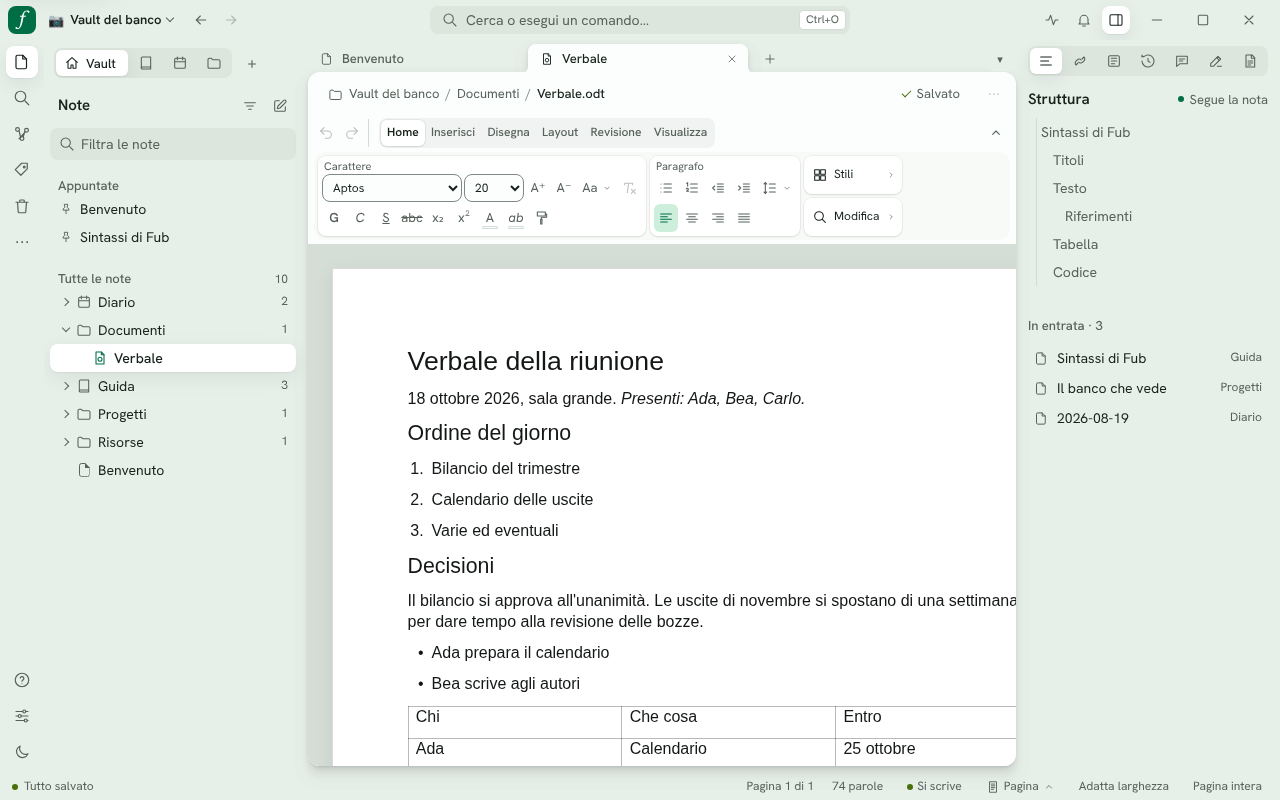 Vault del banco
Cerca o esegui un comando…
Ctrl+O
Vault
Note
Filtra le note
Appuntate
Benvenuto
Sintassi di Fub
Tutte le note 10
Diario 2
Documenti 1
Verbale
Guida 3
Progetti 1
Risorse 1
Benvenuto
Tutto salvato
Benvenuto
Verbale
Vault del banco / Documenti / Verbale.odt
Salvato
Home Inserisci Disegna Layout Revisione Visualizza
Carattere
Aptos 20 A⁺ A⁻ Aa Tx
G C S abc x₂ x² A ab
Paragrafo
Stili
Modifica
Verbale della riunione
18 ottobre 2026, sala grande. Presenti: Ada, Bea, Carlo.
Ordine del giorno
1. Bilancio del trimestre
2. Calendario delle uscite
3. Varie ed eventuali
Decisioni
Il bilancio si approva all'unanimità. Le uscite di novembre si spostano di una settimana
per dare tempo alla revisione delle bozze.
• Ada prepara il calendario
• Bea scrive agli autori
Chi Che cosa Entro
Ada Calendario 25 ottobre
Pagina 1 di 1 74 parole Si scrive Pagina Adatta larghezza Pagina intera
Struttura
Segue la nota
Sintassi di Fub
Titoli
Testo
Riferimenti
Tabella
Codice
In entrata · 3
Sintassi di Fub Guida
Il banco che vede Progetti
2026-08-19 Diario